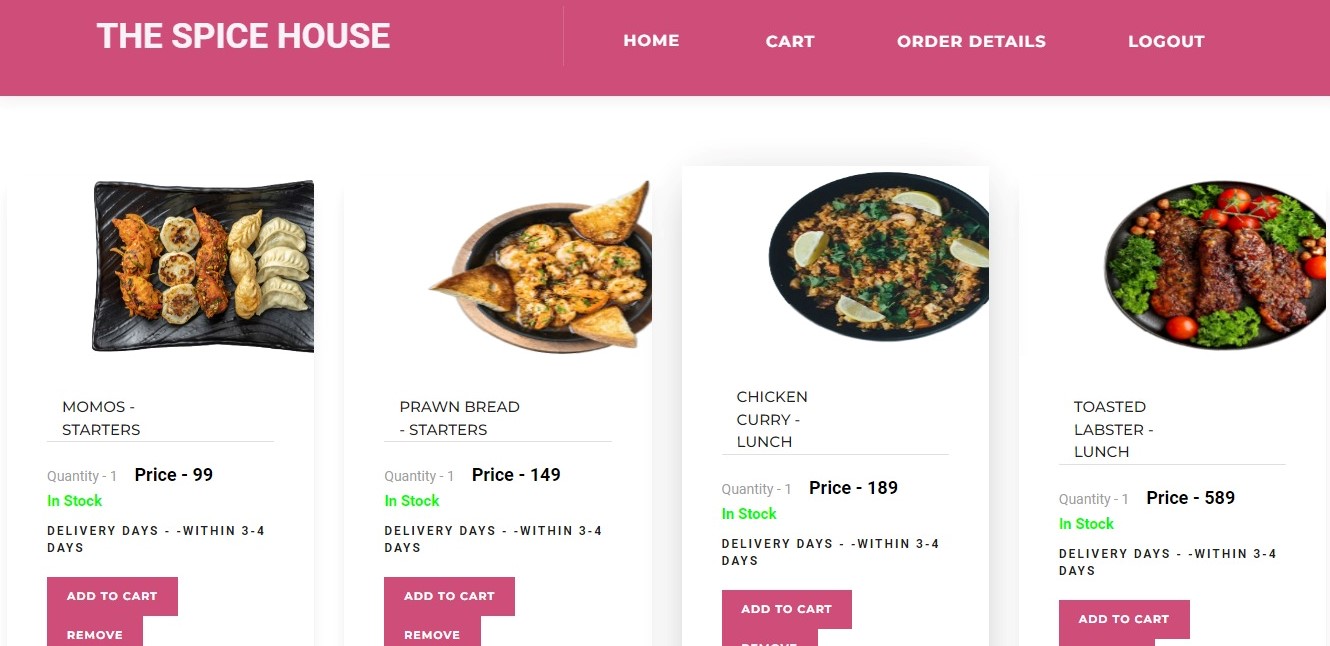 THE SPICE HOUSE
HOME
CART
ORDER DETAILS
LOGOUT
MOMOS -
STARTERS
Quantity - 1 Price - 99
In Stock
DELIVERY DAYS - -WITHIN 3-4
DAYS
ADD TO CART
REMOVE
PRAWN BREAD
- STARTERS
Quantity - 1 Price - 149
In Stock
DELIVERY DAYS - -WITHIN 3-4
DAYS
ADD TO CART
REMOVE
CHICKEN
CURRY -
LUNCH
Quantity - 1 Price - 189
In Stock
DELIVERY DAYS - -WITHIN 3-4
DAYS
ADD TO CART
REMOVE
TOASTED
LABSTER -
LUNCH
Quantity - 1 Price - 589
In Stock
DELIVERY DAYS - -WITHIN 3-4
DAYS
ADD TO CART